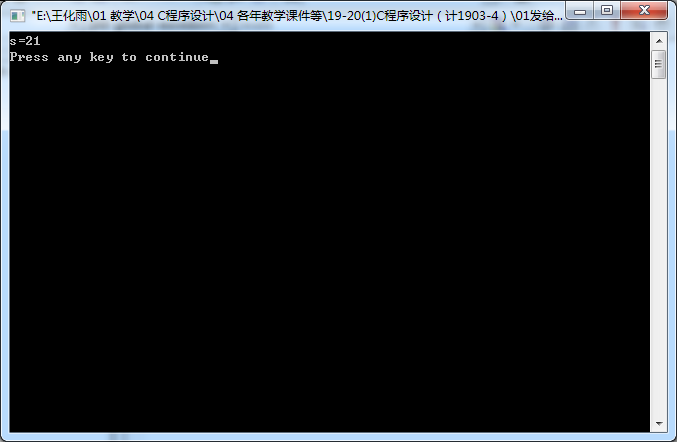 "E:\王化雨\01 教学\04 C程序设计\04 各年教学课件等\19-20(1)C程序设计（计1903-4）\01发给...
s=21
Press any key to continue